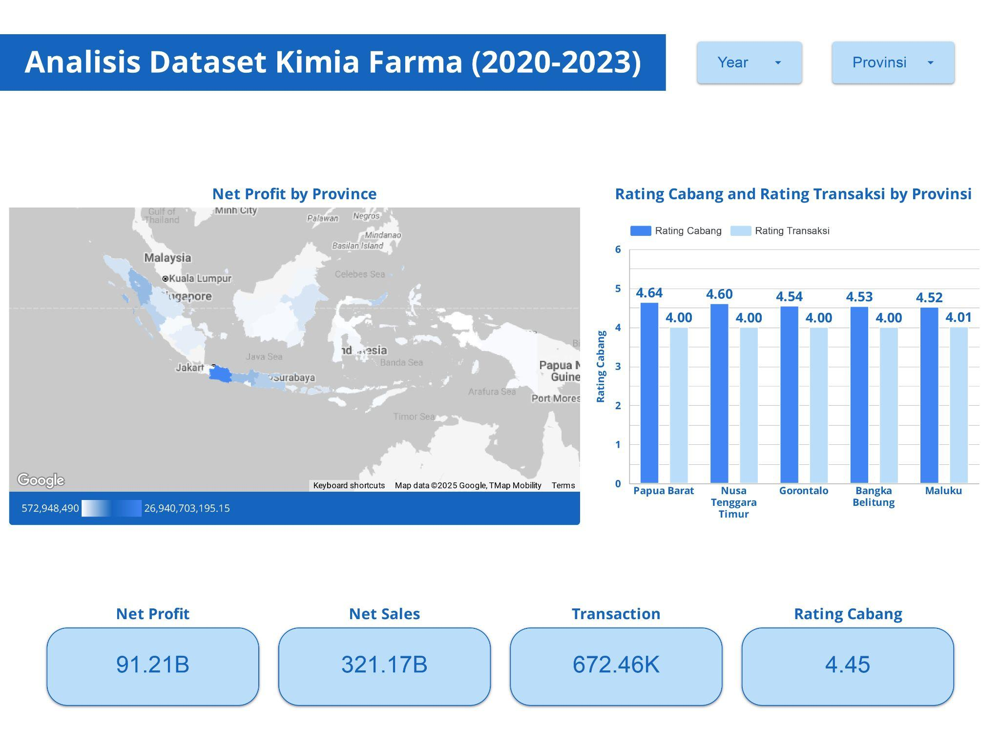 Analisis Dataset Kimia Farma (2020-2023)
Year
Provinsi
Net Profit by Province
Gulf of
Thailand
Minh City
Palawan
Negros
Mindanao
Basilan Island
Malaysia
Celebes Sea
Kuala Lumpur
Java Sea
Banda Sea
Surabaya
Arafura Sea
Timor Sea
Google
Keyboard shortcuts
Map data ©2025 Google, TMap Mobility
Terms
572,948,490
26,940,703,195.15
Rating Cabang and Rating Transaksi by Provinsi
Rating Cabang
Rating Transaksi
6
5
4
3
2
1
0
Rating Cabang
4.64
4.00
4.60
4.00
4.54
4.00
4.53
4.00
4.52
4.01
Papua Barat
Nusa
Tenggara
Timur
Gorontalo
Bangka
Belitung
Maluku
Net Profit
91.21B
Net Sales
321.17B
Transaction
672.46K
Rating Cabang
4.45